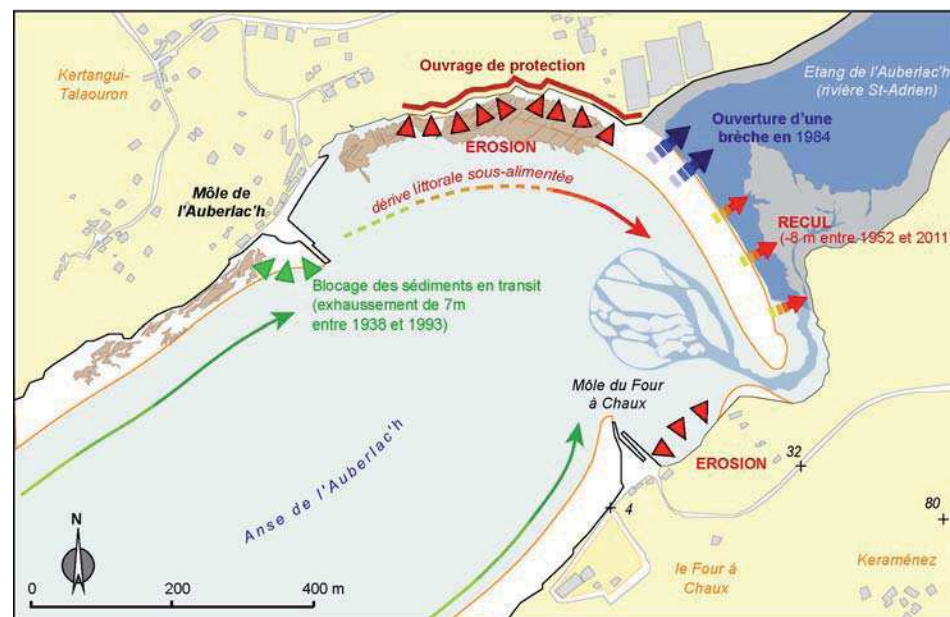 Kertangui-
Talaouron
Ouvrage de protection
Etang de l'Auberlac'h
(rivière St-Adrien)
Ouverture d'une
brèche en 1984
EROSION
Môle de
l'Auberlac'h
dérive littorale sous-alimentée
RECUL
(-8 m entre 1952 et 2011)
Blocage des sédiments en transit
(exhaussement de 7m
entre 1938 et 1993)
Môle du Four
à Chaux
EROSION
32
Anse de l'Auberlac'h
4
80
N
le Four à
Chaux
Keraménez
0 200 400 m